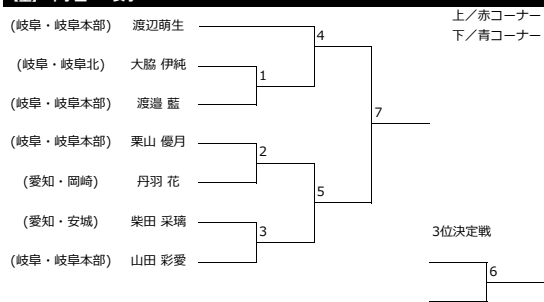 上／赤コーナー
下／青コーナー
(岐阜・岐阜本部) 渡辺萌生
4
(岐阜・岐阜北) 大脇 伊純
1
(岐阜・岐阜本部) 渡邉 藍
7
(岐阜・岐阜本部) 栗山 優月
2
(愛知・岡崎) 丹羽 花
5
(愛知・安城) 柴田 采璃
3
3位決定戦
(岐阜・岐阜本部) 山田 彩愛
6